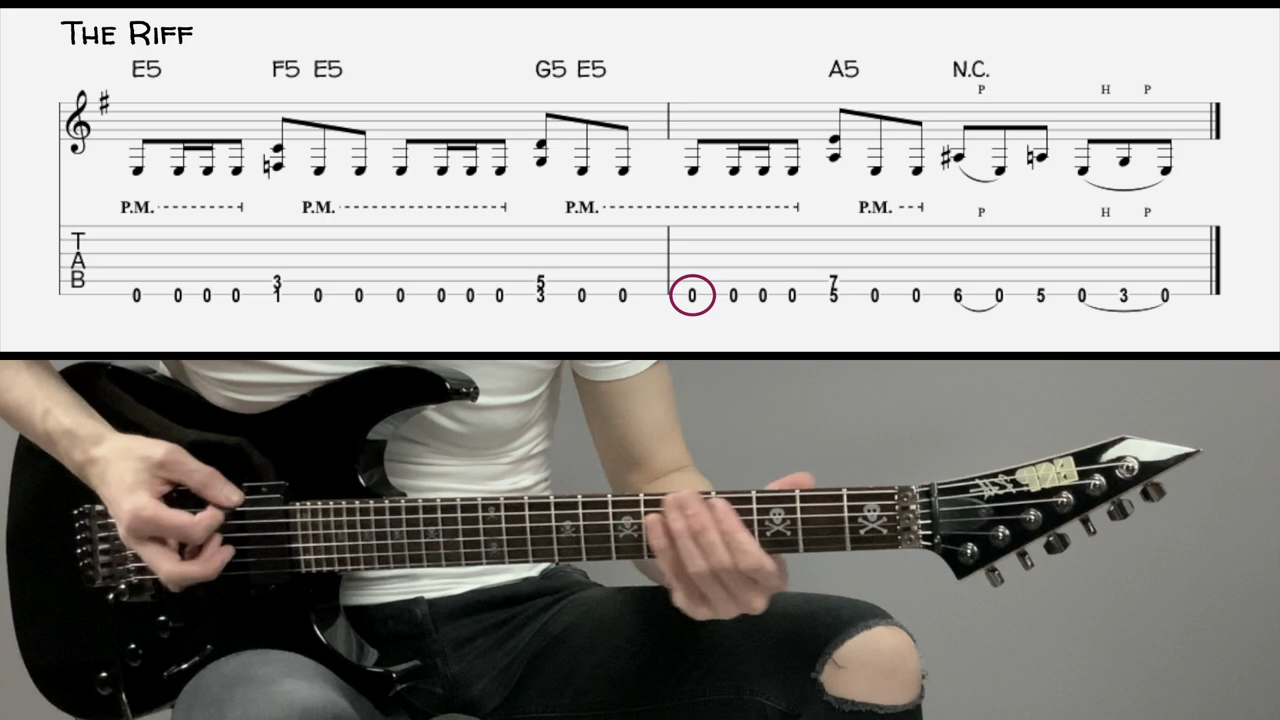 THE RIFF
E5 F5 E5 G5 E5 A5 N.C.
P H P
P.M. P.M. P.M. P.M. P H P
T
A
B 3 5 7
0 0 0 0 1 0 0 0 0 0 0 3 0 0 0 0 0 0 5 0 0 6 0 5 0 3 0